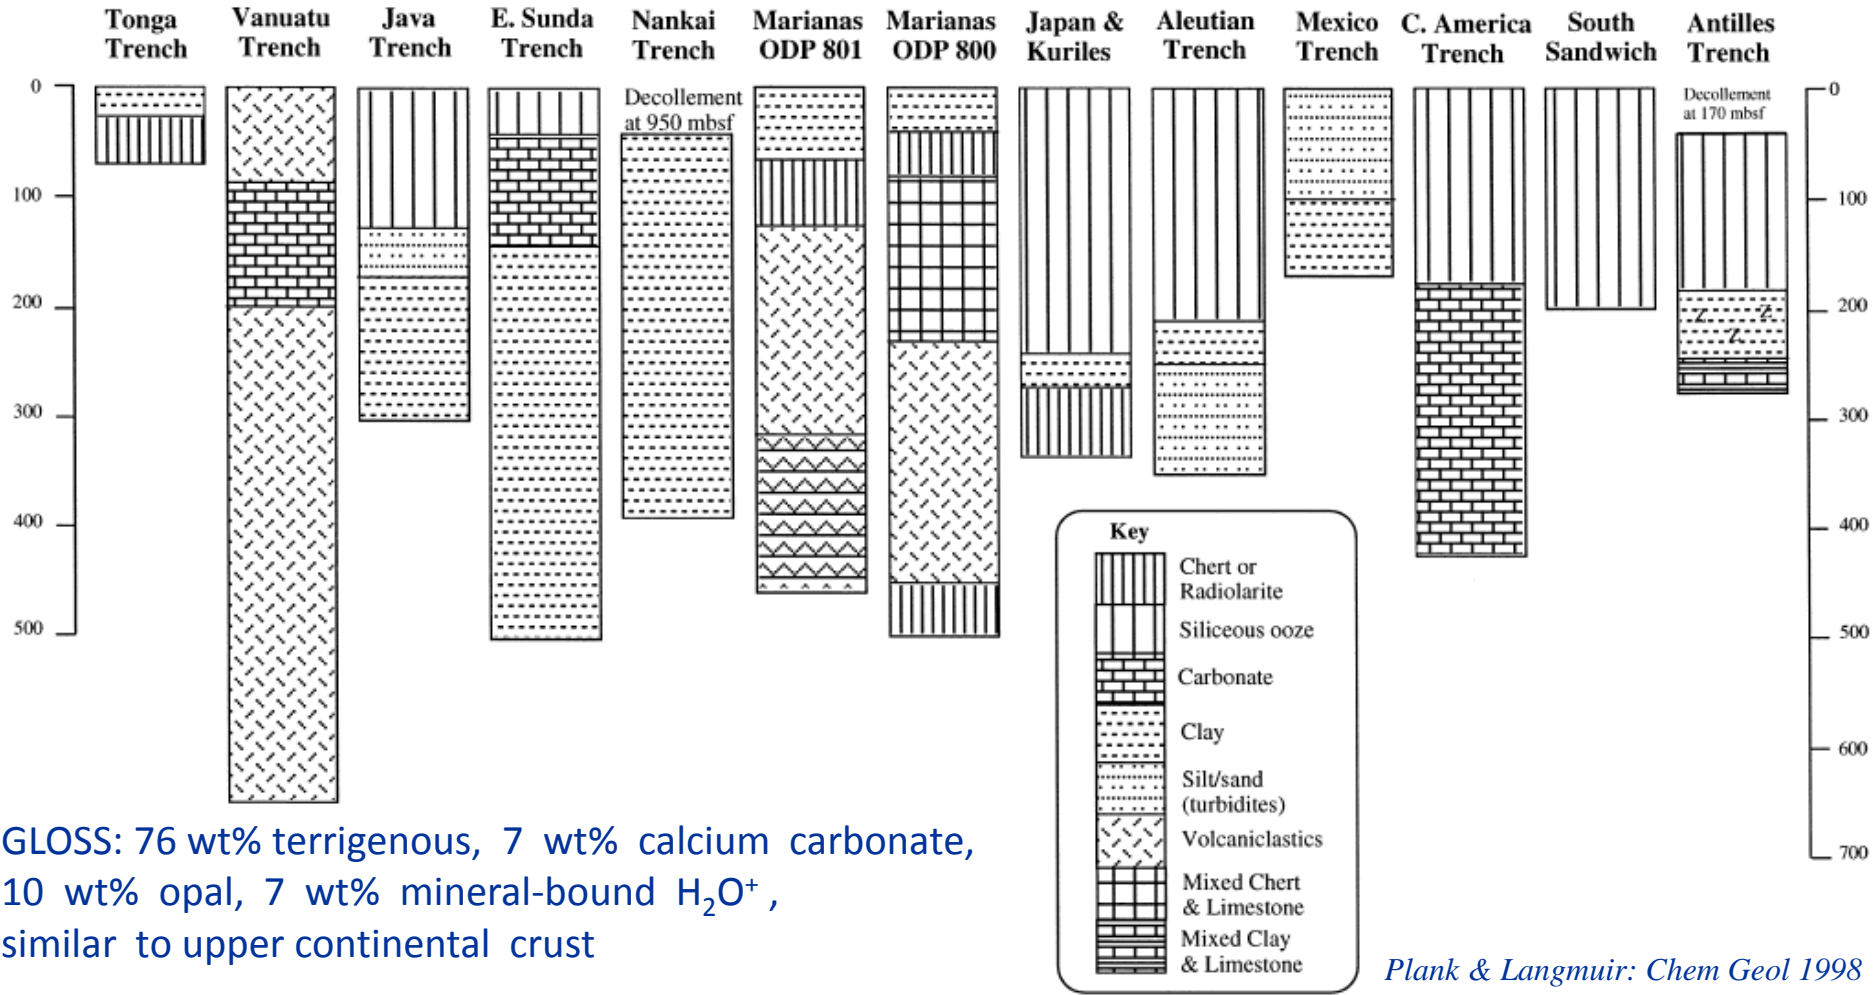 Tonga Trench
Vanuatu Trench
Java Trench
E. Sunda Trench
Nankai Trench
Marianas ODP 801
Marianas ODP 800
Japan & Kuriles
Aleutian Trench
Mexico Trench
C. America Trench
South Sandwich
Antilles Trench
0
100
200
300
400
500
Decollement
at 950 mbsf
Decollement
at 170 mbsf
Z Z
Z
0
100
200
300
400
500
600
700
Key
Chert or
Radiolarite
Siliceous ooze
Carbonate
Clay
Silt/sand
(turbidites)
Volcaniclastics
Mixed Chert
& Limestone
Mixed Clay
& Limestone
GLOSS: 76 wt% terrigenous, 7 wt% calcium carbonate,
10 wt% opal, 7 wt% mineral-bound H₂O⁺ ,
similar to upper continental crust
Plank & Langmuir: Chem Geol 1998